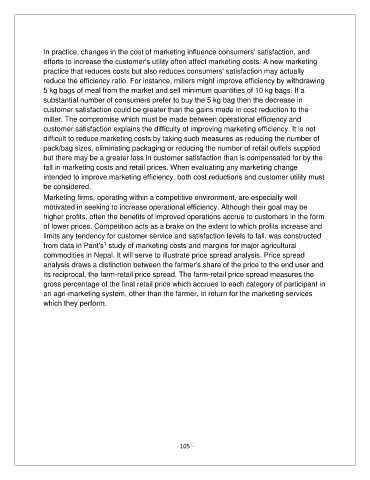 In practice, changes in the cost of marketing influence consumers' satisfaction, and
efforts to increase the customer's utility often affect marketing costs. A new marketing
practice that reduces costs but also reduces consumers' satisfaction may actually
reduce the efficiency ratio. For instance, millers might improve efficiency by withdrawing
5 kg bags of meal from the market and sell minimum quantities of 10 kg bags. If a
substantial number of consumers prefer to buy the 5 kg bag then the decrease in
customer satisfaction could be greater than the gains made in cost reduction to the
miller. The compromise which must be made between operational efficiency and
customer satisfaction explains the difficulty of improving marketing efficiency. It is not
difficult to reduce marketing costs by taking such measures as reducing the number of
pack/bag sizes, eliminating packaging or reducing the number of retail outlets supplied
but there may be a greater loss in customer satisfaction than is compensated for by the
fall in marketing costs and retail prices. When evaluating any marketing change
intended to improve marketing efficiency, both cost reductions and customer utility must
be considered.
Marketing firms, operating within a competitive environment, are especially well
motivated in seeking to increase operational efficiency. Although their goal may be
higher profits, often the benefits of improved operations accrue to customers in the form
of lower prices. Competition acts as a brake on the extent to which profits increase and
limits any tendency for customer service and satisfaction levels to fall. was constructed
from data in Pant's¹ study of marketing costs and margins for major agricultural
commodities in Nepal. It will serve to illustrate price spread analysis. Price spread
analysis draws a distinction between the farmer's share of the price to the end user and
its reciprocal, the farm-retail price spread. The farm-retail price spread measures the
gross percentage of the final retail price which accrues to each category of participant in
an agri-marketing system, other than the farmer, in return for the marketing services
which they perform.
- 105 -